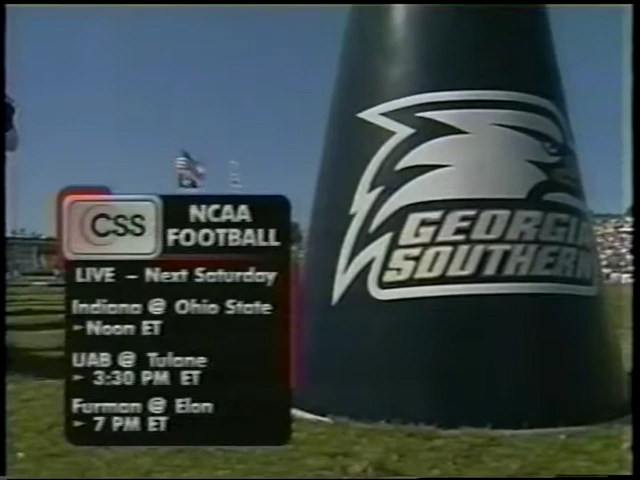 CSS
NCAA
FOOTBALL
LIVE – Next Saturday
Indiana @ Ohio State
- Noon ET
UAB @ Tulane
- 3:30 PM ET
Furman @ Elon
- 7 PM ET
GEORGIA
SOUTHERN